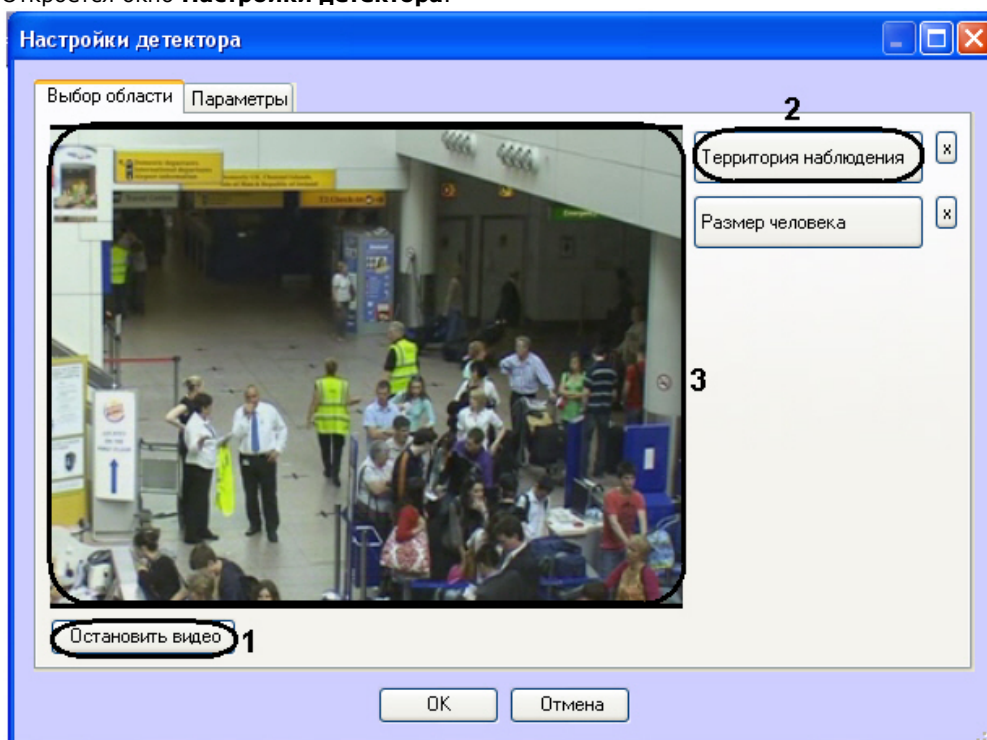 Откроется окно Настройки детектора.
Настройки детектора
Выбор области
Параметры
2
Территория наблюдения
x
Размер человека
x
3
Остановить видео
1
OK
Отмена